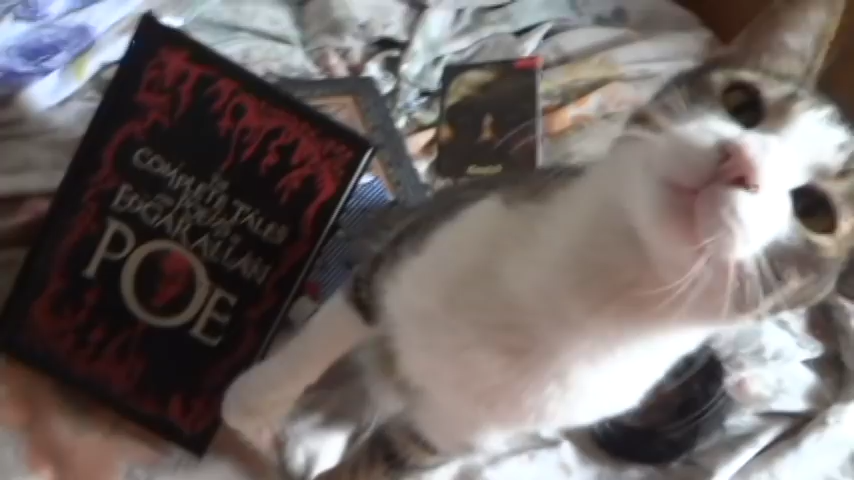 THE
COMPLETE TALES
AND POEMS OF
EDGAR ALLAN
POE